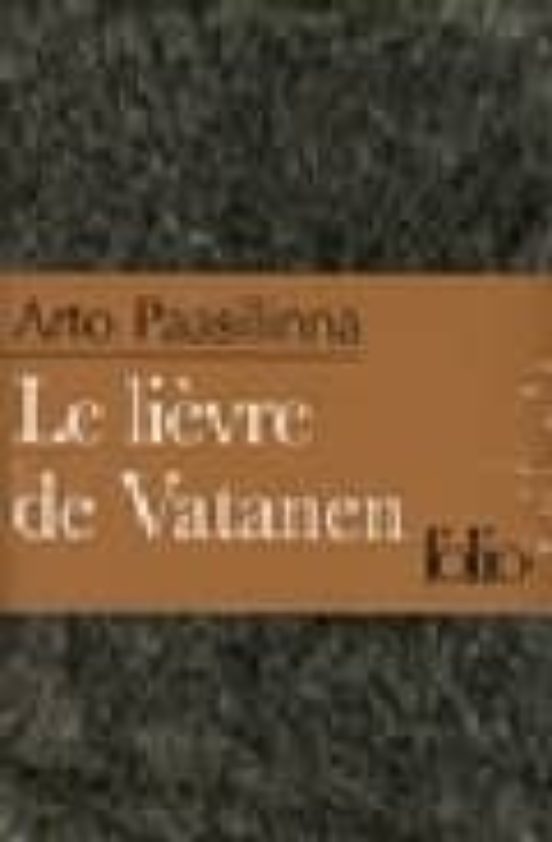 Arto Paasilinna
Le lièvre
de Vatanen
folio